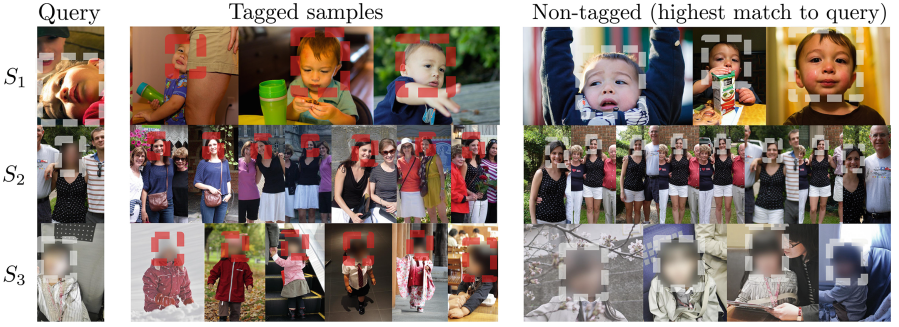 Query Tagged samples Non-tagged (highest match to query)
S1
S2
S3